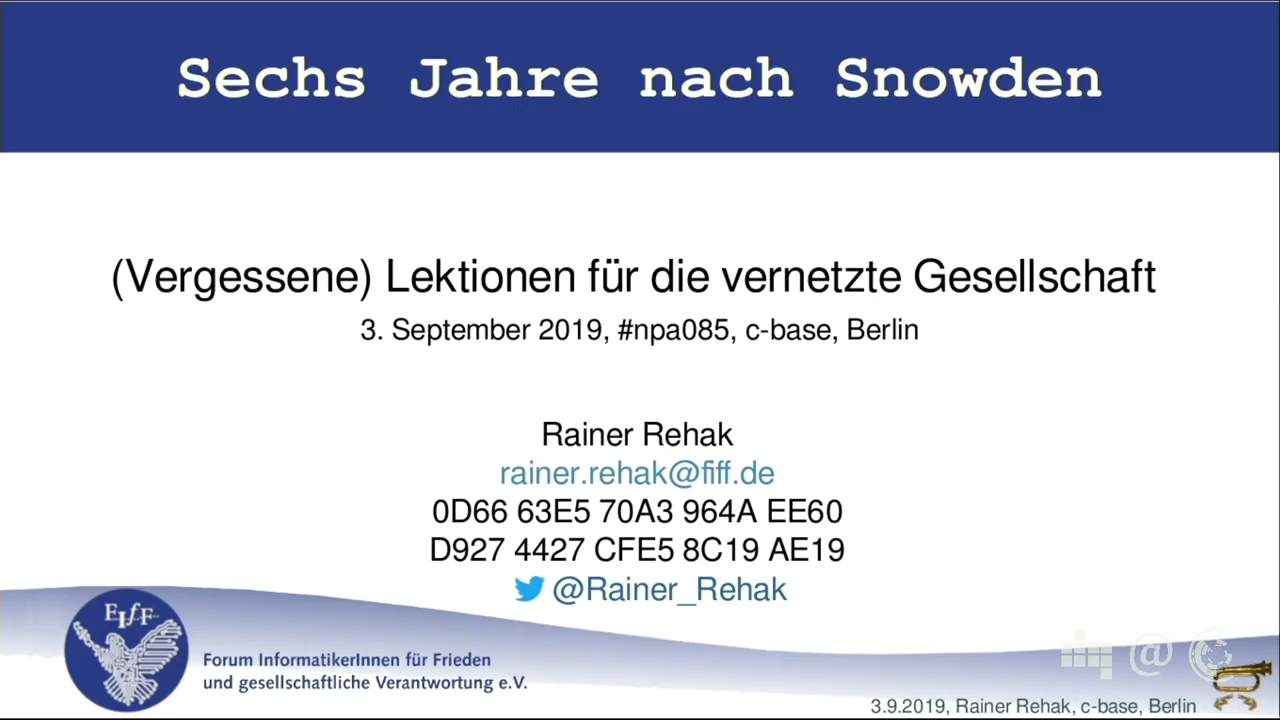 Sechs Jahre nach Snowden
(Vergessene) Lektionen für die vernetzte Gesellschaft
3. September 2019, #npa085, c-base, Berlin
Rainer Rehak
rainer.rehak@fiff.de
0D66 63E5 70A3 964A EE60
D927 4427 CFE5 8C19 AE19
@Rainer_Rehak
FIfF
Forum InformatikerInnen für Frieden
und gesellschaftliche Verantwortung e.V.
@
3.9.2019, Rainer Rehak, c-base, Berlin